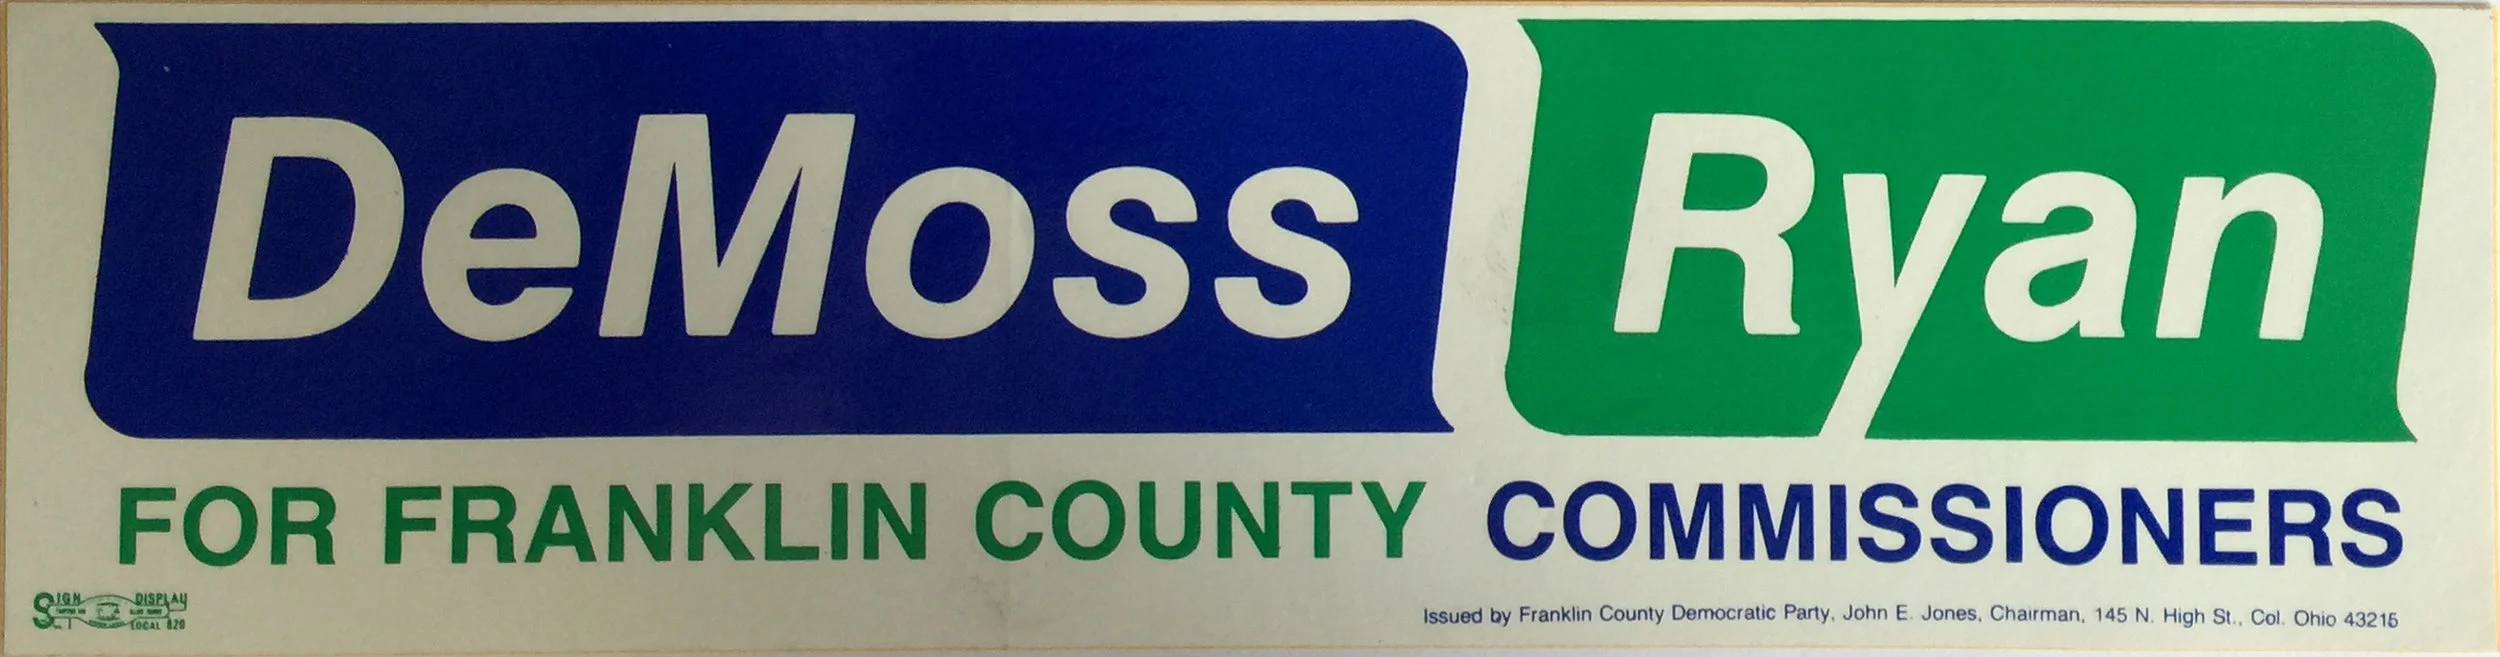 DeMoss Ryan
FOR FRANKLIN COUNTY COMMISSIONERS
SIGN DISPLAY
LOCAL 820
Issued by Franklin County Democratic Party, John E. Jones, Chairman, 145 N. High St., Col. Ohio 43215